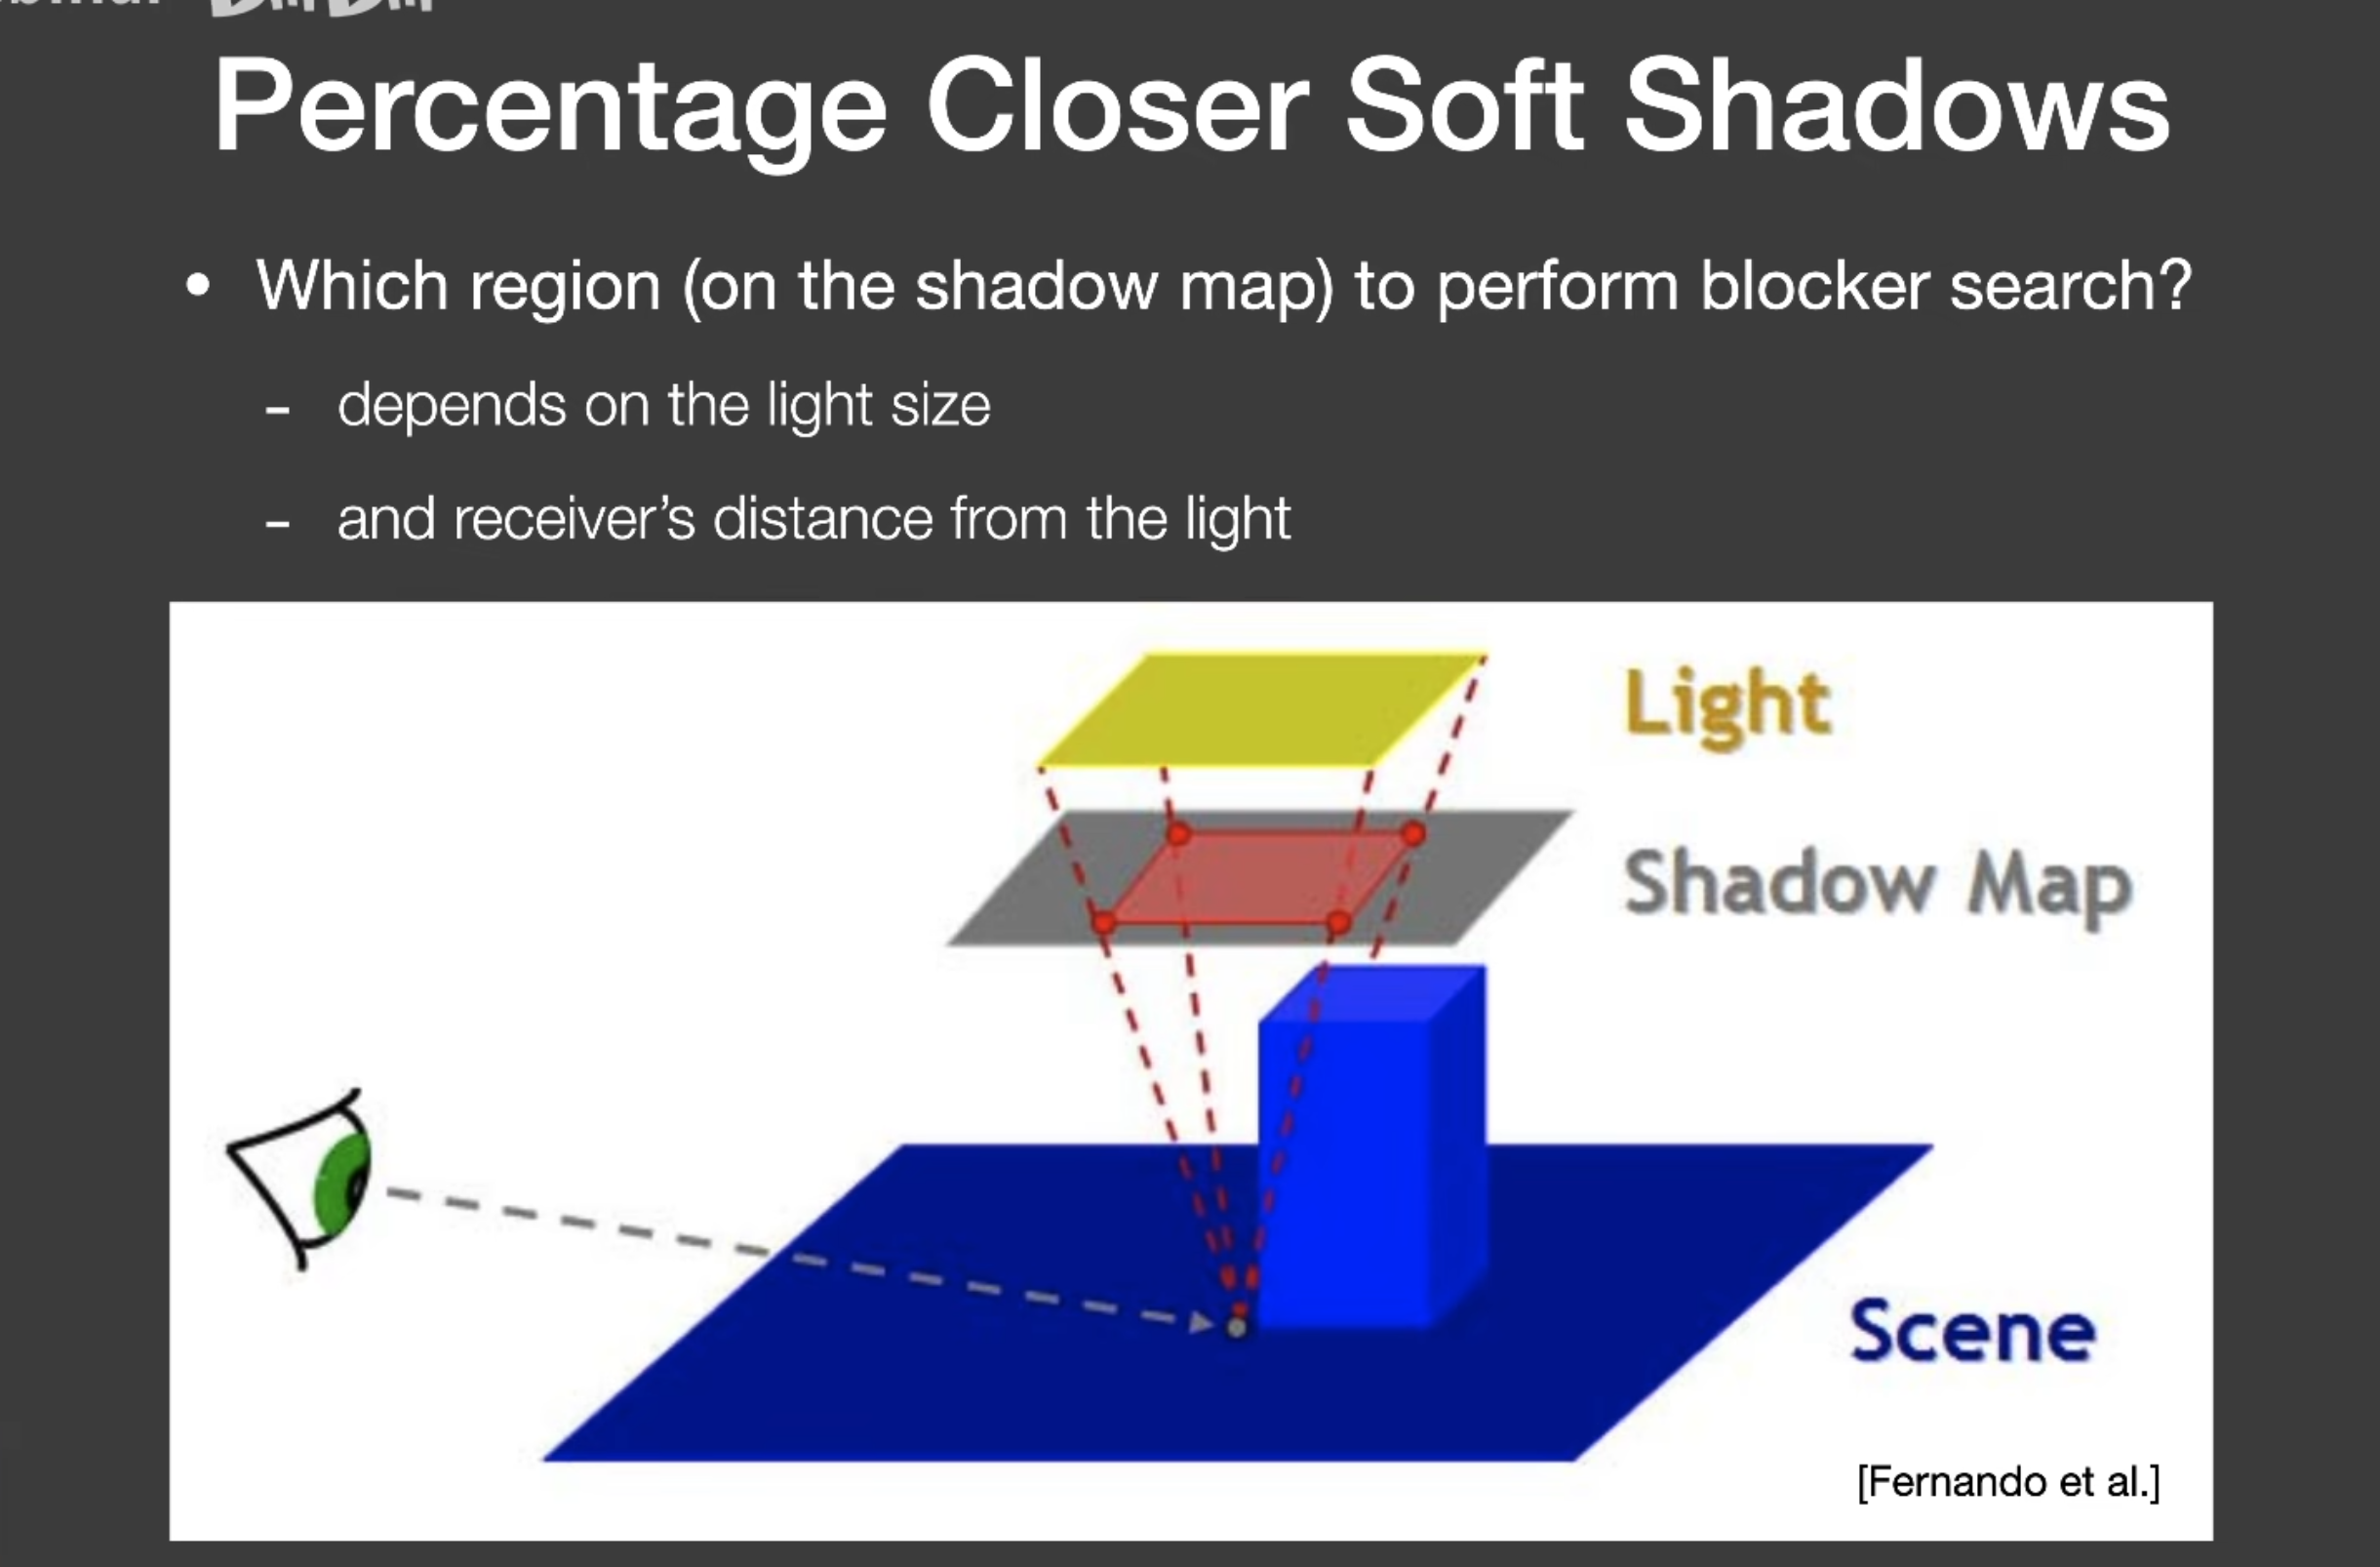 Percentage Closer Soft Shadows
• Which region (on the shadow map) to perform blocker search?
- depends on the light size
- and receiver’s distance from the light
Light
Shadow Map
Scene
[Fernando et al.]